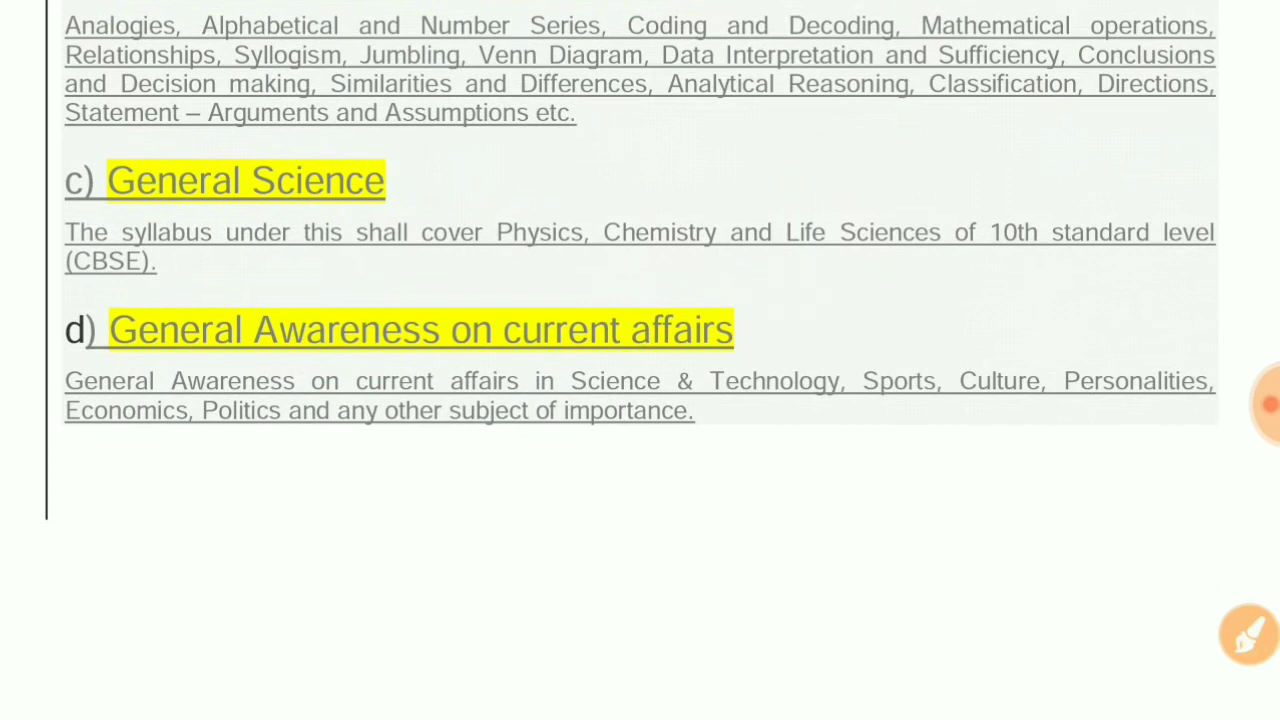 Analogies, Alphabetical and Number Series, Coding and Decoding, Mathematical operations,
Relationships, Syllogism, Jumbling, Venn Diagram, Data Interpretation and Sufficiency, Conclusions
and Decision making, Similarities and Differences, Analytical Reasoning, Classification, Directions,
Statement – Arguments and Assumptions etc.
c) General Science
The syllabus under this shall cover Physics, Chemistry and Life Sciences of 10th standard level
(CBSE).
d) General Awareness on current affairs
General Awareness on current affairs in Science & Technology, Sports, Culture, Personalities,
Economics, Politics and any other subject of importance.